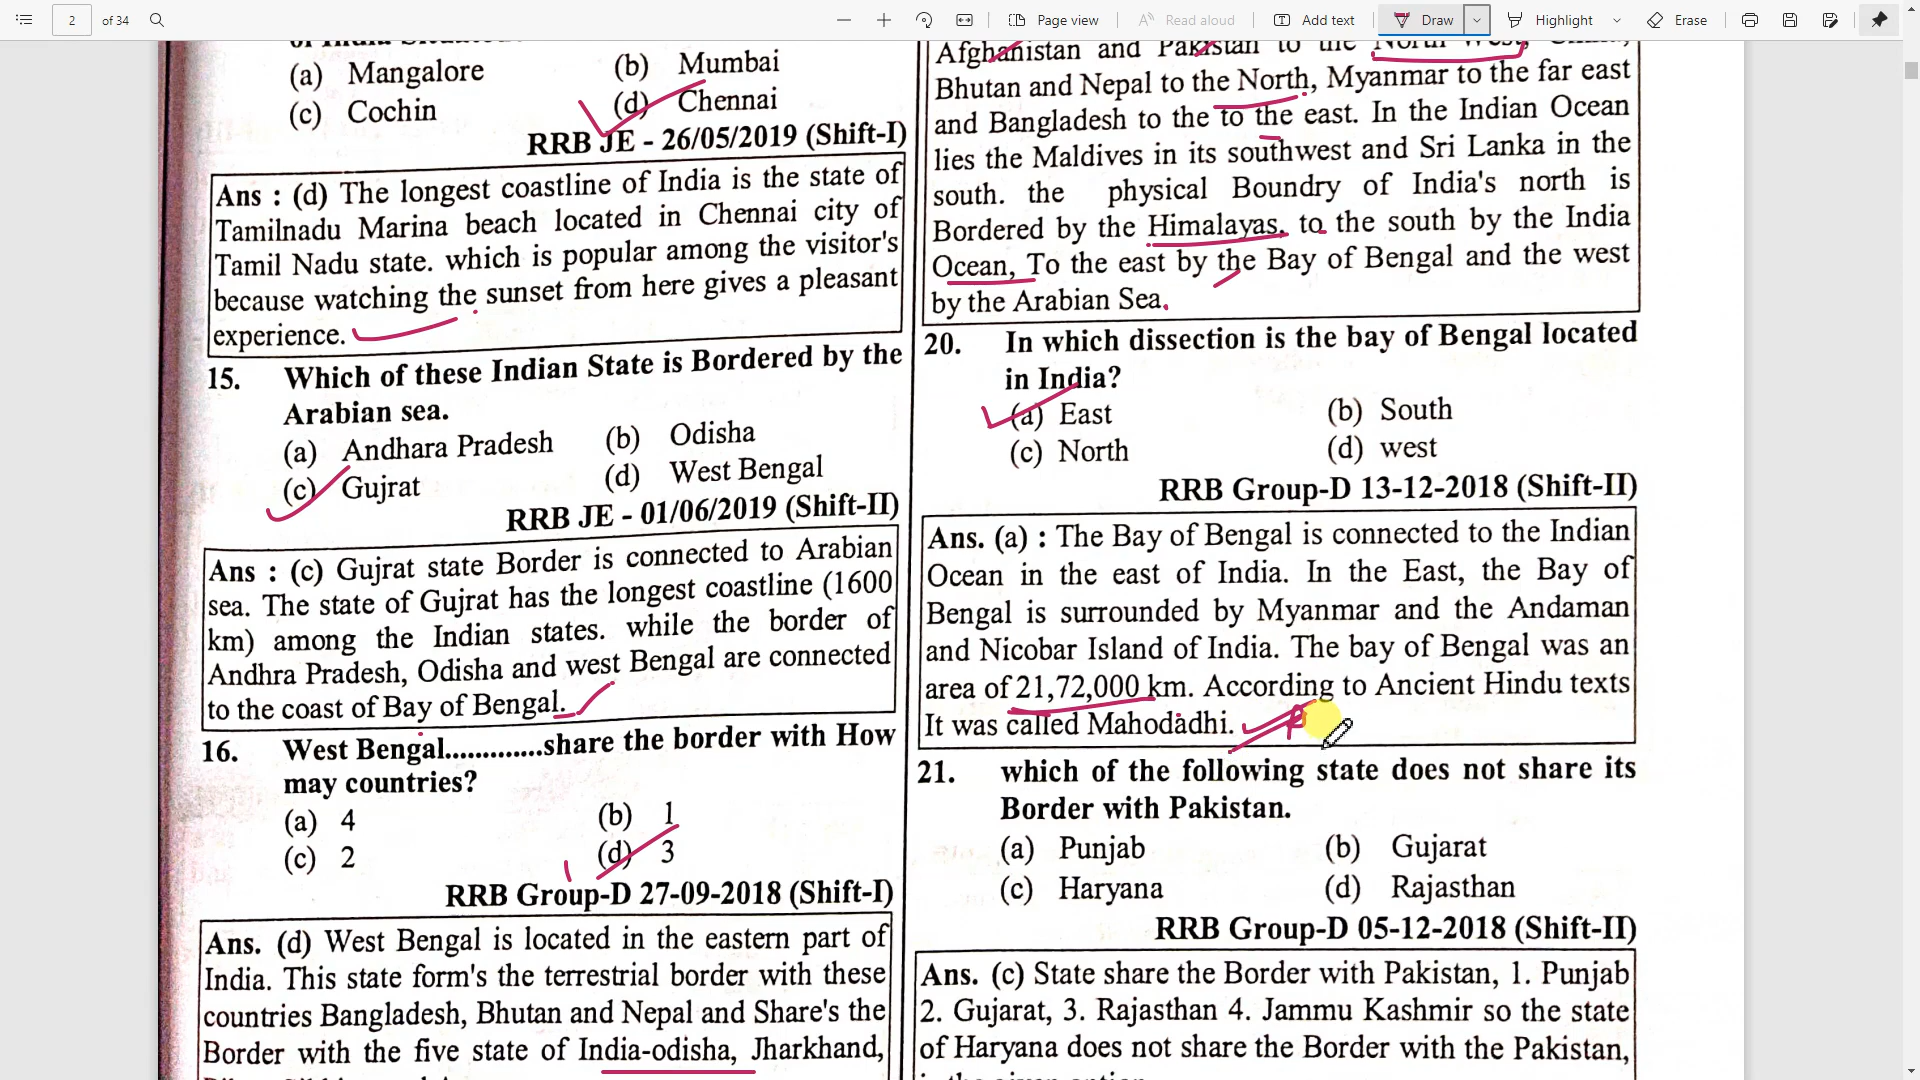 2 of 34 Page view Read aloud Add text Draw Highlight Erase
(a) Mangalore (b) Mumbai
(c) Cochin (d) Chennai
RRB JE - 26/05/2019 (Shift-I)
Ans : (d) The longest coastline of India is the state of
Tamilnadu Marina beach located in Chennai city of
Tamil Nadu state. which is popular among the visitor's
because watching the sunset from here gives a pleasant
experience.
15. Which of these Indian State is Bordered by the
Arabian sea.
(a) Andhara Pradesh (b) Odisha
(c) Gujrat (d) West Bengal
RRB JE - 01/06/2019 (Shift-II)
Ans : (c) Gujrat state Border is connected to Arabian
sea. The state of Gujrat has the longest coastline (1600
km) among the Indian states. while the border of
Andhra Pradesh, Odisha and west Bengal are connected
to the coast of Bay of Bengal.
16. West Bengal.............share the border with How
may countries?
(a) 4 (b) 1
(c) 2 (d) 3
RRB Group-D 27-09-2018 (Shift-I)
Ans. (d) West Bengal is located in the eastern part of
India. This state form's the terrestrial border with these
countries Bangladesh, Bhutan and Nepal and Share's the
Border with the five state of India-odisha, Jharkhand,
Afghanistan and Pakistan to the North West,
Bhutan and Nepal to the North, Myanmar to the far east
and Bangladesh to the to the east. In the Indian Ocean
lies the Maldives in its southwest and Sri Lanka in the
south. the physical Boundry of India's north is
Bordered by the Himalayas, to the south by the India
Ocean, To the east by the Bay of Bengal and the west
by the Arabian Sea.
20. In which dissection is the bay of Bengal located
in India?
(a) East (b) South
(c) North (d) west
RRB Group-D 13-12-2018 (Shift-II)
Ans. (a) : The Bay of Bengal is connected to the Indian
Ocean in the east of India. In the East, the Bay of
Bengal is surrounded by Myanmar and the Andaman
and Nicobar Island of India. The bay of Bengal was an
area of 21,72,000 km. According to Ancient Hindu texts
It was called Mahodadhi.
21. which of the following state does not share its
Border with Pakistan.
(a) Punjab (b) Gujarat
(c) Haryana (d) Rajasthan
RRB Group-D 05-12-2018 (Shift-II)
Ans. (c) State share the Border with Pakistan, 1. Punjab
2. Gujarat, 3. Rajasthan 4. Jammu Kashmir so the state
of Haryana does not share the Border with the Pakistan,